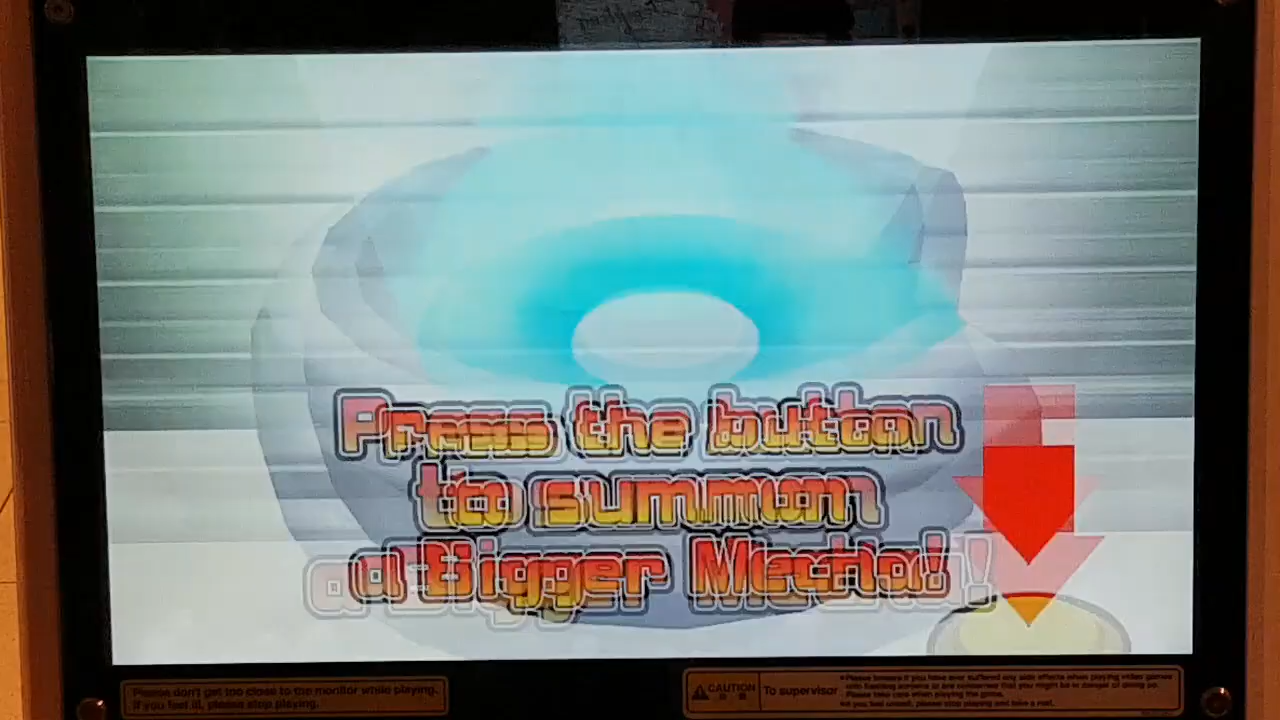 Press the button
to summon
a Bigger Mecha!
Please don't get too close to the monitor while playing.
If you feel ill, please stop playing.
CAUTION
To supervisor